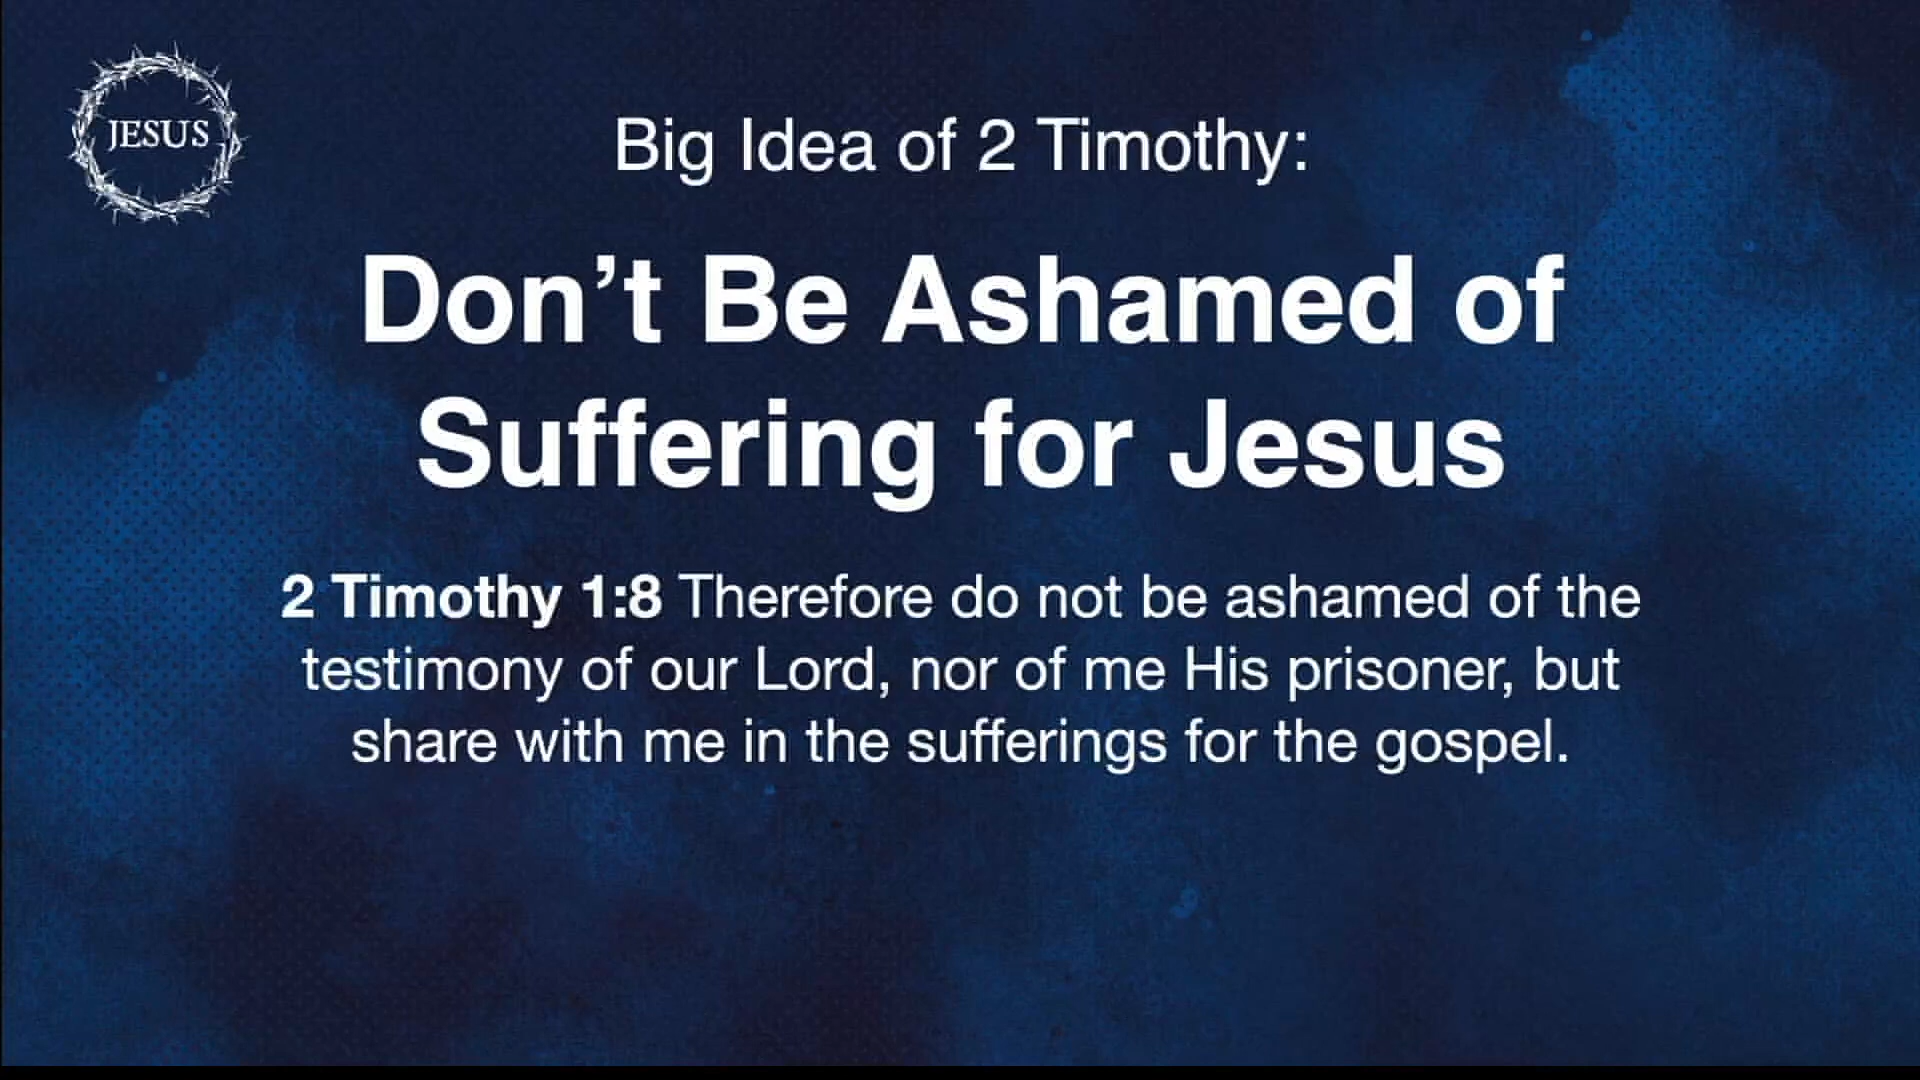 JESUS
Big Idea of 2 Timothy:
Don’t Be Ashamed of
Suffering for Jesus
2 Timothy 1:8 Therefore do not be ashamed of the
testimony of our Lord, nor of me His prisoner, but
share with me in the sufferings for the gospel.